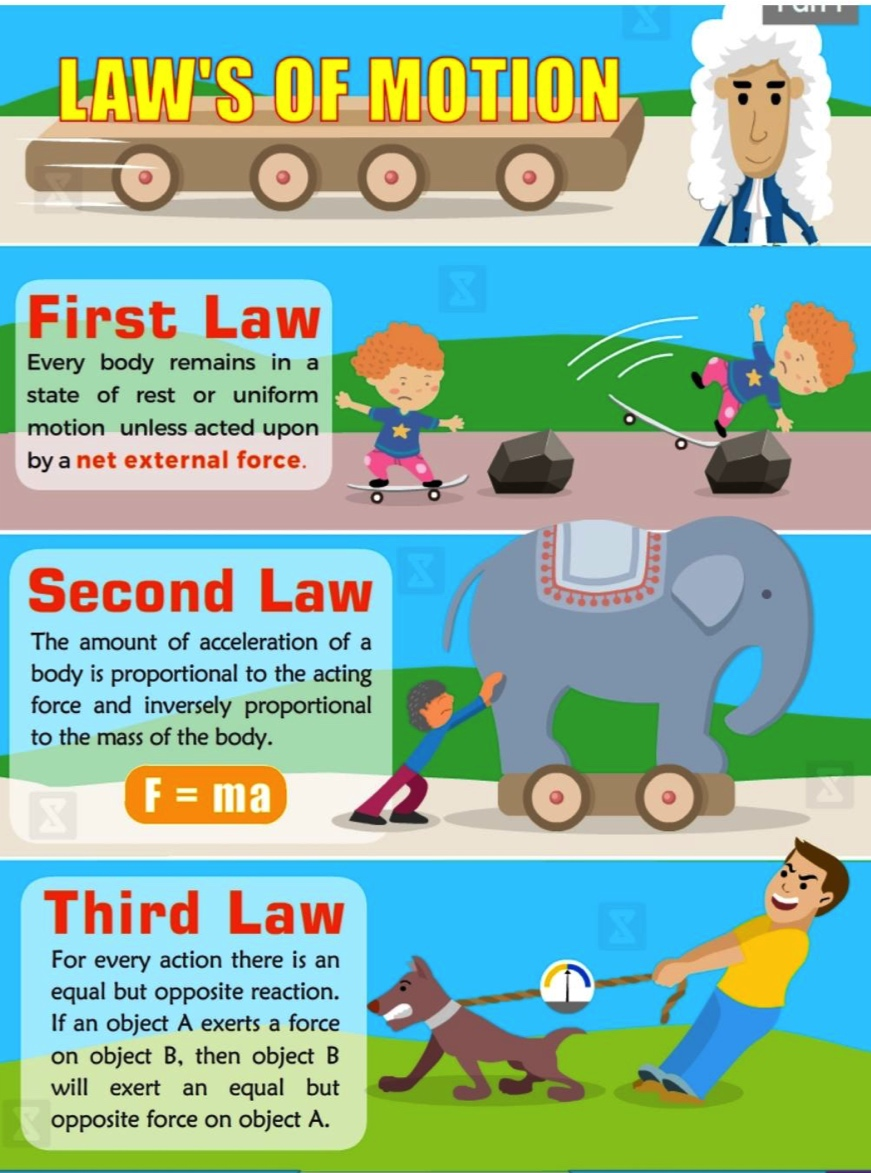 LAW'S OF MOTION
First Law
Every body remains in a
state of rest or uniform
motion unless acted upon
by a net external force.
Second Law
The amount of acceleration of a
body is proportional to the acting
force and inversely proportional
to the mass of the body.
F = ma
Third Law
For every action there is an
equal but opposite reaction.
If an object A exerts a force
on object B, then object B
will exert an equal but
opposite force on object A.